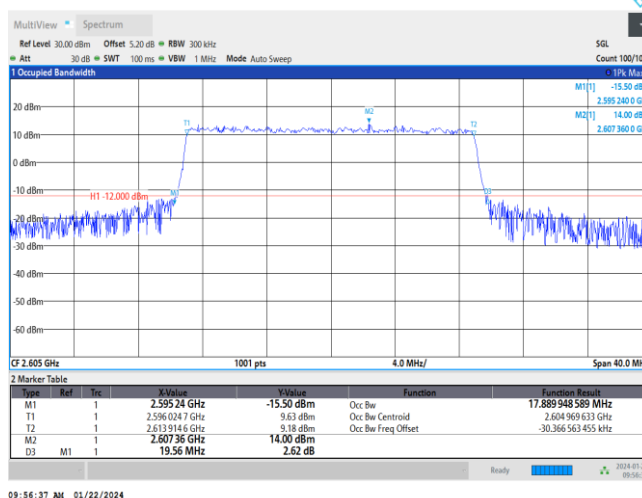 MultiView Spectrum
Ref Level 30.00 dBm Offset 5.20 dB RBW 300 kHz SGL
Att 30 dB SWT 100 ms VBW 1 MHz Mode Auto Sweep Count 100/10
1 Occupied Bandwidth 1Pk Max
M1[1] -15.50 dBm
2.595 240 0 G
M2[1] 14.00 dBm
2.607 360 0 G
20 dBm
T1 M2 T2
10 dBm
0 dBm
-10 dBm
H1 -12.000 dBm M1 D3
-20 dBm
-30 dBm
-40 dBm
-50 dBm
-60 dBm
CF 2.605 GHz 1001 pts 4.0 MHz/ Span 40.0 M
2 Marker Table
Type Ref Trc X-Value Y-Value Function Function Result
M1 1 2.595 24 GHz -15.50 dBm Occ Bw 17.889 948 589 MHz
T1 1 2.596 024 7 GHz 9.63 dBm Occ Bw Centroid 2.604 969 633 GHz
T2 1 2.613 914 6 GHz 9.18 dBm Occ Bw Freq Offset -30.366 563 455 kHz
M2 1 2.607 36 GHz 14.00 dBm
D3 M1 1 19.56 MHz 2.62 dB
Ready 2024-01-
09:56:
09:56:37 AM 01/22/2024